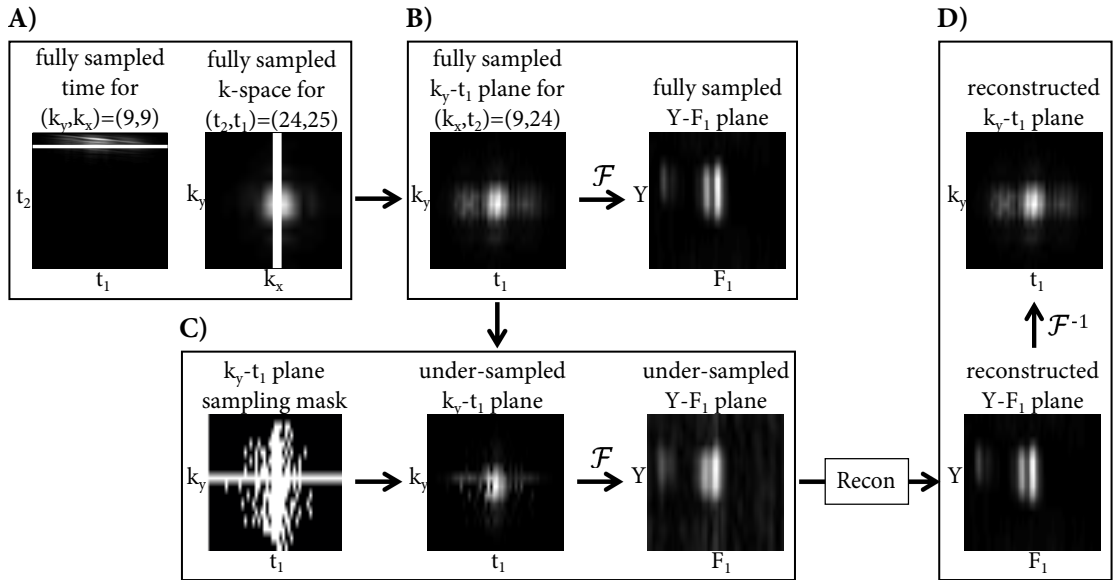 A)
fully sampled
time for
(ky,kx)=(9,9)
t2
t1
fully sampled
k-space for
(t2,t1)=(24,25)
ky
kx
B)
fully sampled
ky-t1 plane for
(kx,t2)=(9,24)
ky
t1
ℱ
fully sampled
Y-F1 plane
Y
F1
C)
ky-t1 plane
sampling mask
ky
t1
under-sampled
ky-t1 plane
ky
t1
ℱ
under-sampled
Y-F1 plane
Y
F1
Recon
D)
reconstructed
ky-t1 plane
ky
t1
ℱ-1
reconstructed
Y-F1 plane
Y
F1